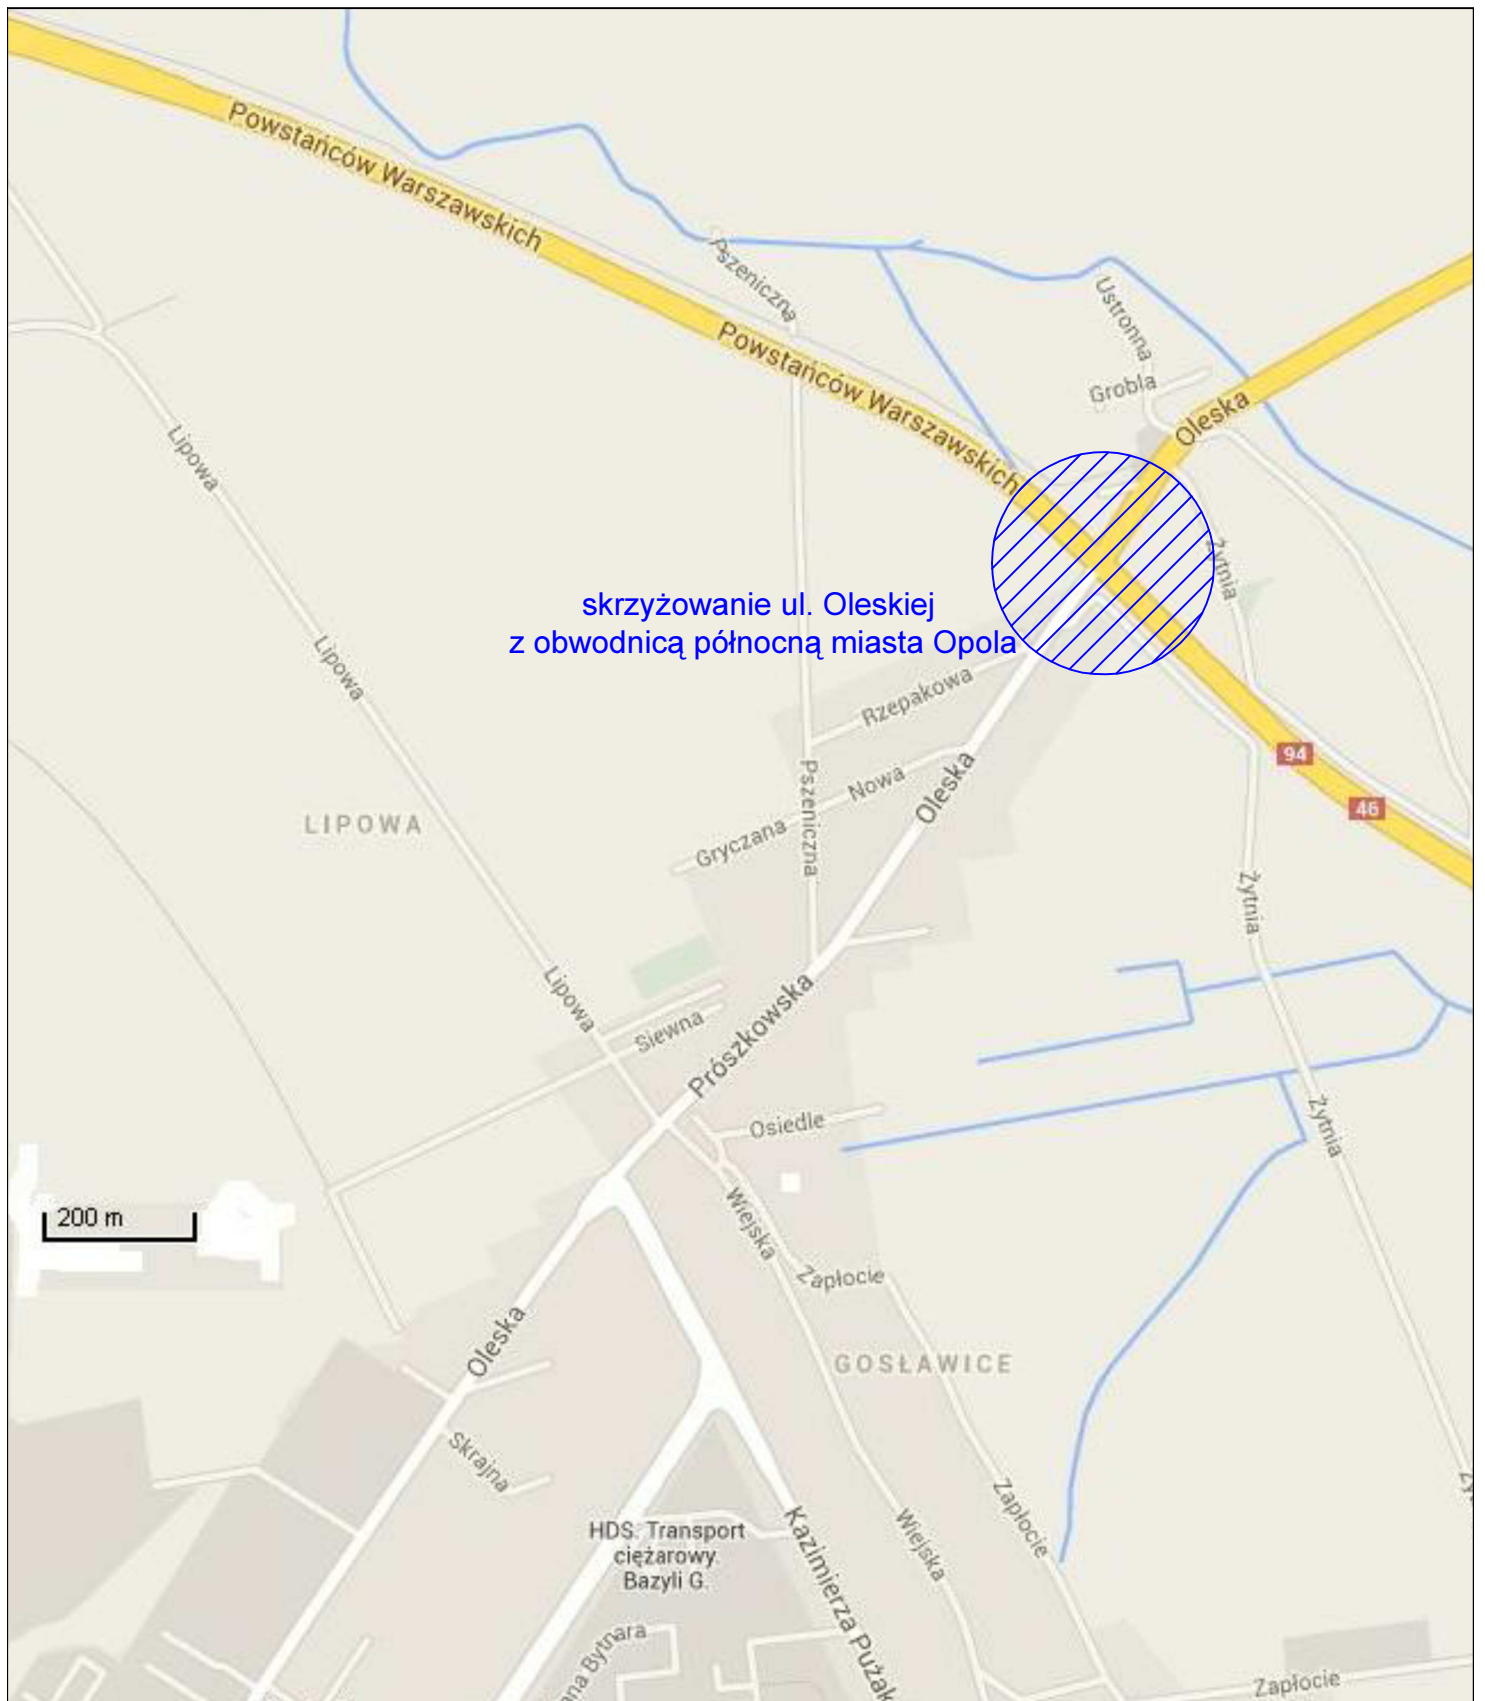 Powstańców Warszawskich
Pszeniczna
Ustronna
Powstańców Warszawskich
Grobla
Oleska
Lipowa
Żytnia
skrzyżowanie ul. Oleskiej
z obwodnicą północną miasta Opola
Lipowa
Rzepakowa
94
Nowa
Oleska
46
Pszeniczna
LIPOWA
Gryczana
Żytnia
Lipowa
Prószkowska
Siewna
Osiedle
Żytnia
200 m
Wiejska
Zapłocie
Oleska
GOSŁAWICE
Skrajna
Zapłocie
HDS. Transport
ciężarowy.
Bazyli G.
Wiejska
Kazimierza Pużak
ana Bytnara
Zapłocie